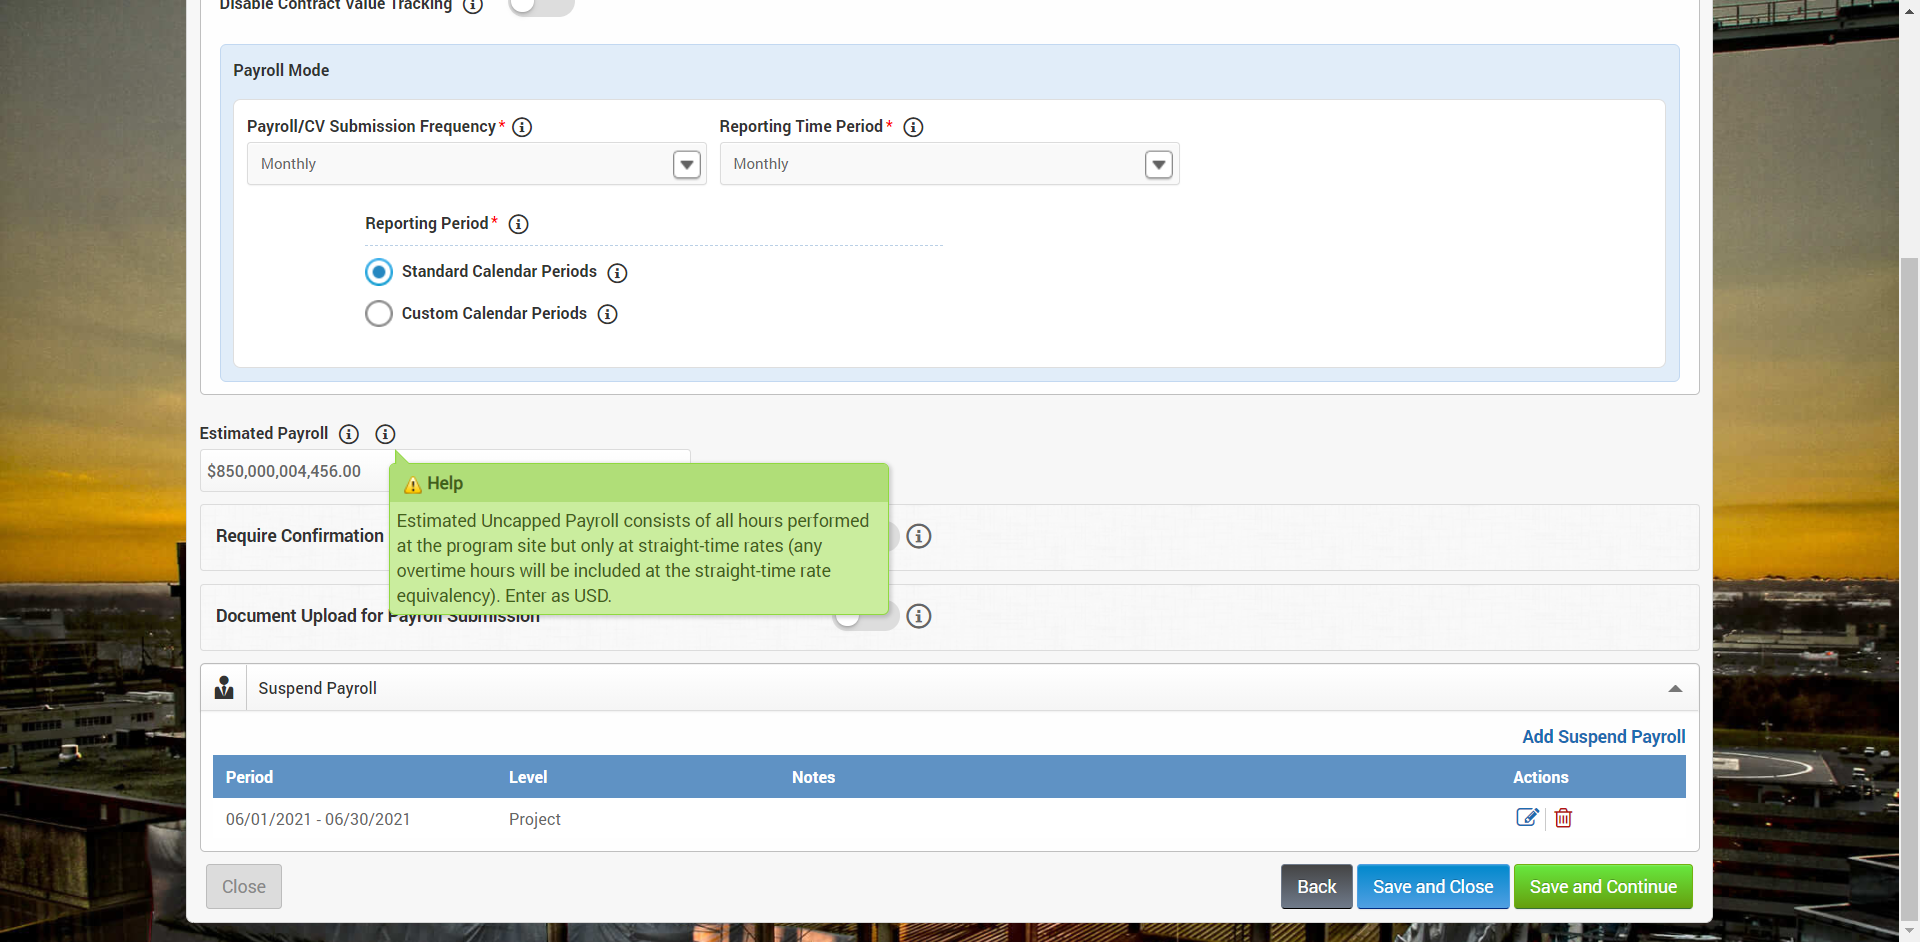 Disable Contract Value Tracking
Payroll Mode
Payroll/CV Submission Frequency* Reporting Time Period*
Monthly Monthly
Reporting Period*
Standard Calendar Periods
Custom Calendar Periods
Estimated Payroll
$850,000,004,456.00
Help
Estimated Uncapped Payroll consists of all hours performed
at the program site but only at straight-time rates (any
overtime hours will be included at the straight-time rate
equivalency). Enter as USD.
Require Confirmation
Document Upload for Payroll Submission
Suspend Payroll
Add Suspend Payroll
Period Level Notes Actions
06/01/2021 - 06/30/2021 Project
Close Back Save and Close Save and Continue